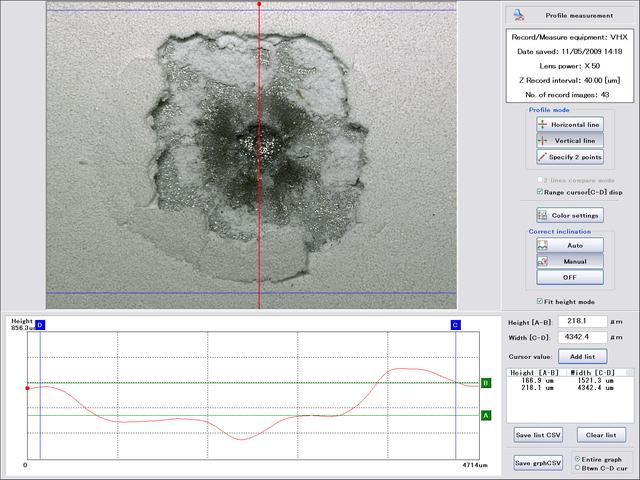 Profile measurement
Record/Measure equipment: VHX
Date saved: 11/05/2009 14:18
Lens power: X50
Z Record interval: 40.00 [um]
No. of record images: 43
Profile mode
Horizontal line
Vertical line
Specify 2 points
2 lines compare mode
Range cursor[C-D] disp
Color settings
Correct inclination
Auto
Manual
OFF
Fit height mode
Height
856.3um
D
C
B
A
0
4714um
Height [A-B]: 218.1 μm
Width [C-D]: 4342.4 μm
Cursor value: Add list
Height [A-B] Width [C-D]
166.9 um 1521.3 um
218.1 um 4342.4 um
Save list CSV
Clear list
Save grphCSV
Entire graph
Btwn C-D cur